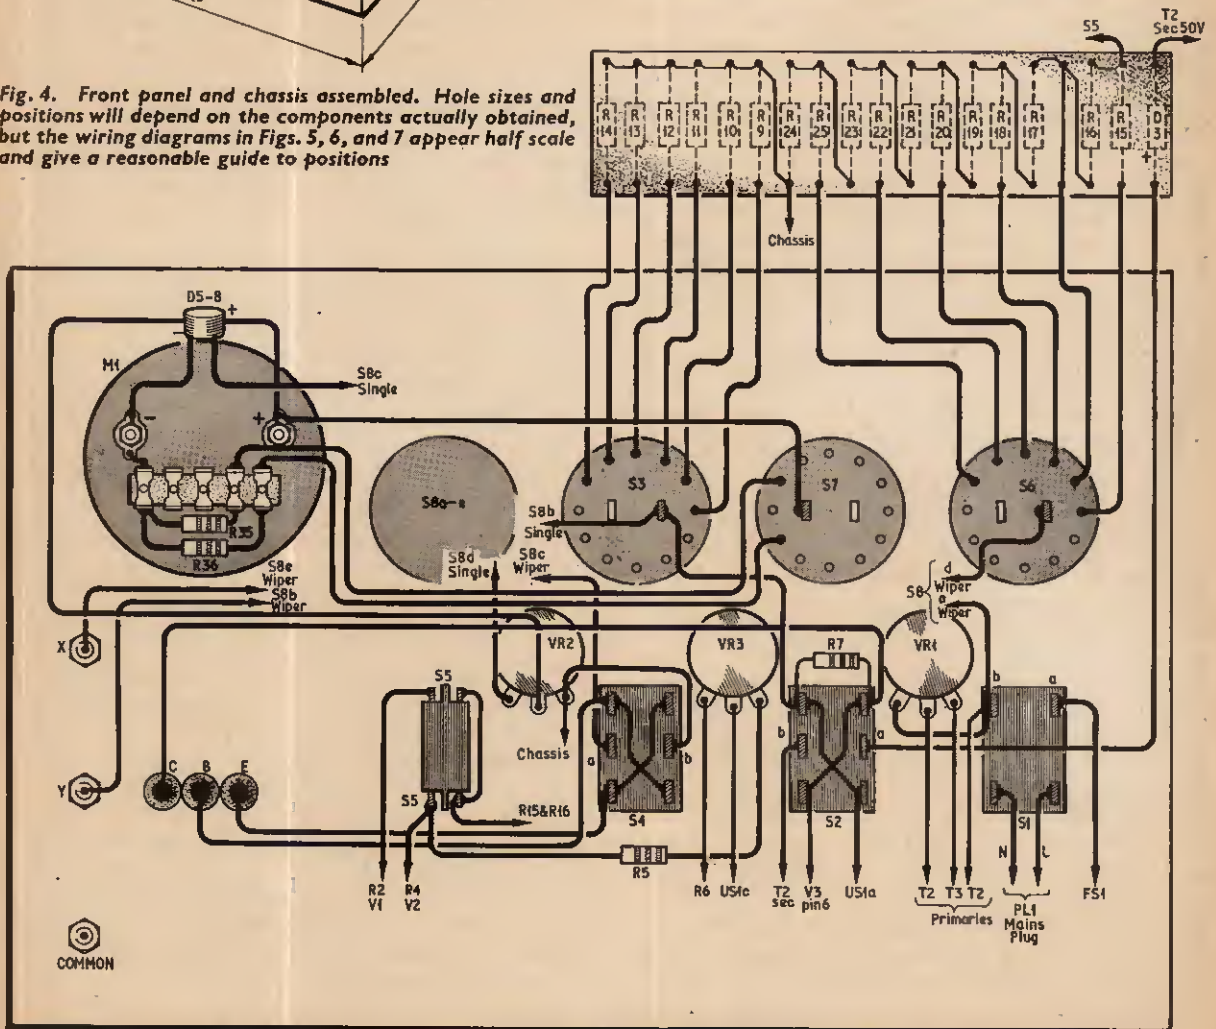 T2
S5 Sec 50V
Fig. 4. Front panel and chassis assembled. Hole sizes and
positions will depend on the components actually obtained,
but the wiring diagrams in Figs. 5, 6, and 7 appear half scale
and give a reasonable guide to positions
R14 R13 R12 R11 R10 R9 R24 R25 R23 R22 R21 R20 R19 R18 R17 R16 R15 D3 +
Chassis
D5-8
+
-
M1
S8c
Single
- +
S3 S7 S6
S8a-e
S8b
Single
R35
R36
S8d
Single
S8c
Wiper
S8e
Wiper
S8b
Wiper
S8 d
Wiper
a
Wiper
X
VR2 VR3 R7 VR1
S5
b a
Chassis
a b
b a
C B E
Y
S5
R15&R16
S4 S2 S1
N L
R5
R2
V1
R4
V2
R6 US1c
T2
sec
V3
pin6
US1a
T2 T3 T2
Primaries
PL1
Mains
Plug
FS1
COMMON